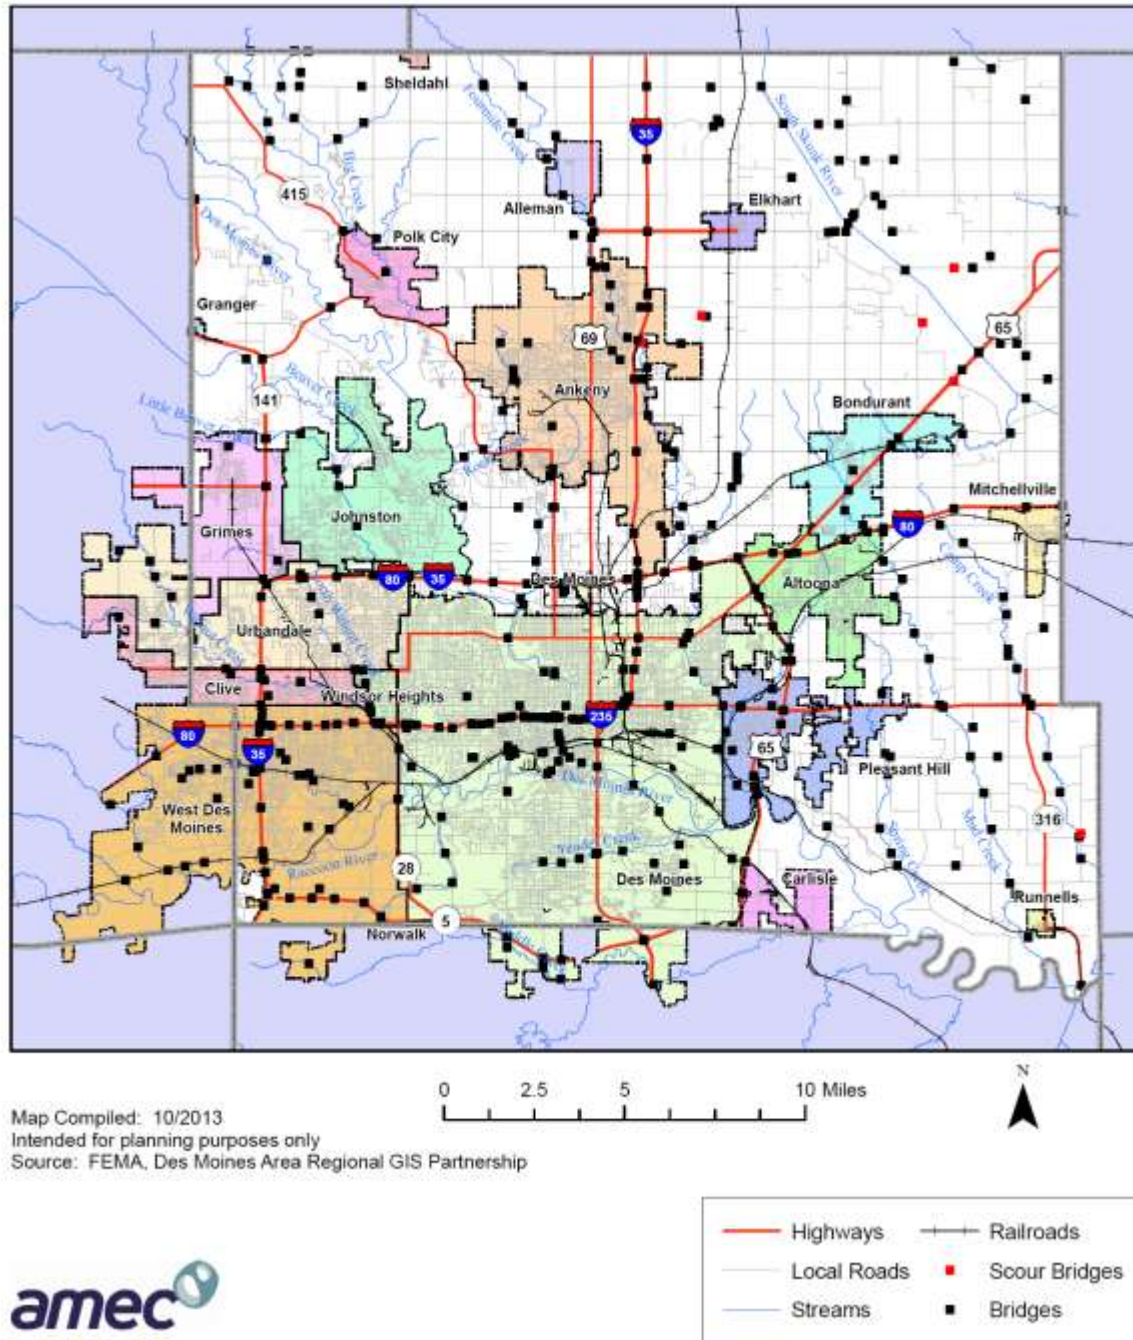 Sheldahl
Fourmile Creek
South Skunk River
35
Big Creek
415
Alleman
Elkhart
Des Moines River
Polk City
Granger
65
69
Beaver Creek
Ankeny
141
Bondurant
Mitchellville
Grimes
Johnston
80
80
35
Des Moines
Altoona
Camp Creek
Urbandale
Clive
Windsor Heights
80
35
235
65
Pleasant Hill
Des Moines River
West Des
Moines
316
Yeader Creek
Spring Creek
Mud Creek
Raccoon River
28
Des Moines
Carlisle
Runnells
5
Norwalk
N
0 2.5 5 10 Miles
Map Compiled: 10/2013
Intended for planning purposes only
Source: FEMA, Des Moines Area Regional GIS Partnership
Highways
Railroads
Local Roads
Scour Bridges
Streams
Bridges
amec